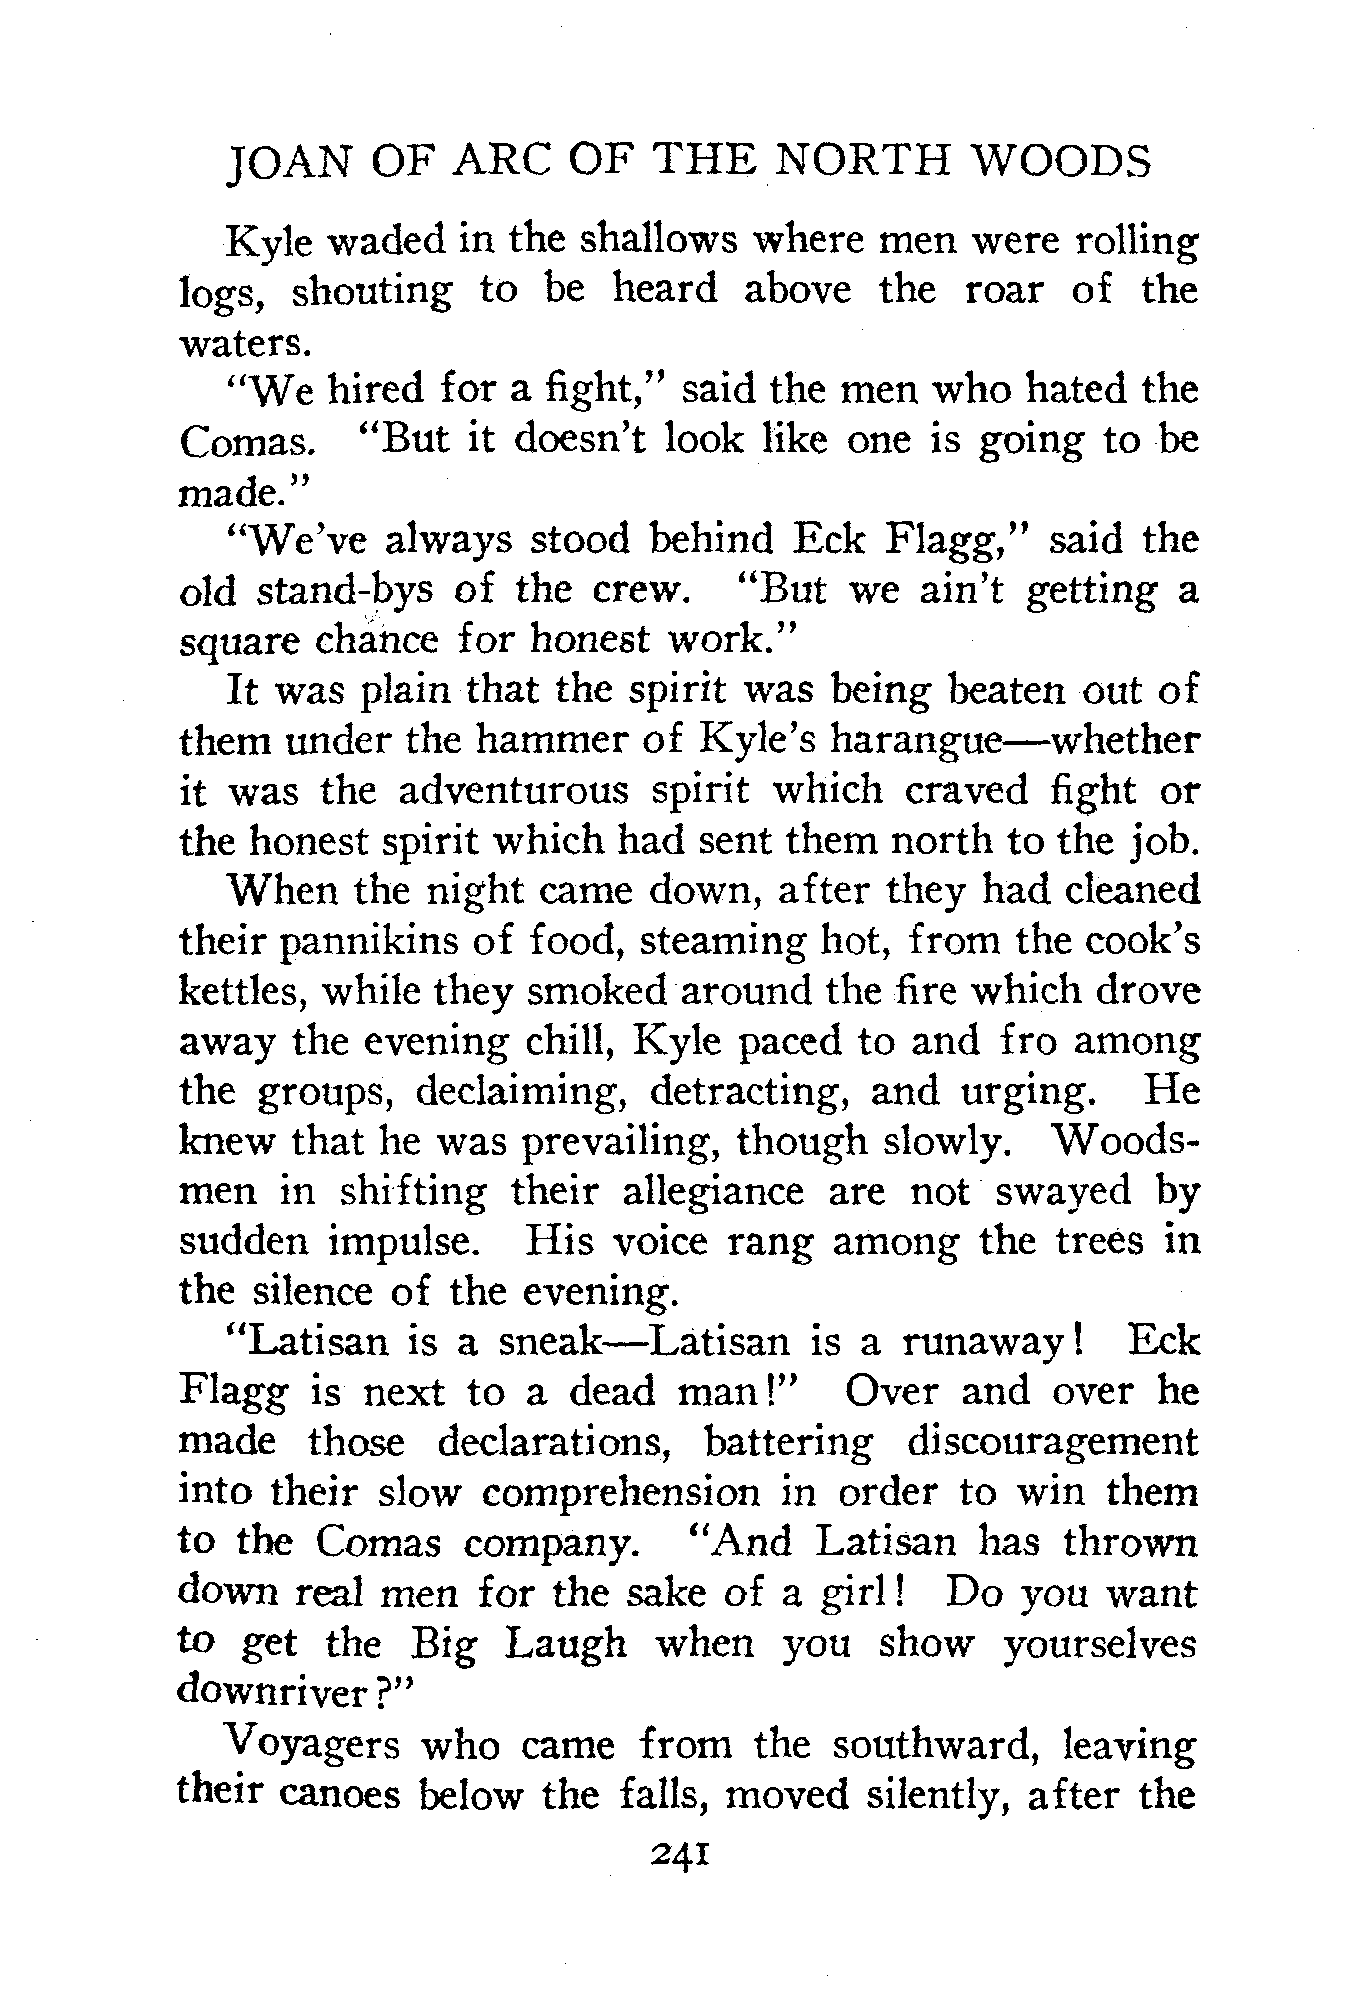 JOAN OF ARC OF THE NORTH WOODS
Kyle waded in the shallows where men were rolling
logs, shouting to be heard above the roar of the
waters.
"We hired for a fight," said the men who hated the
Comas. "But it doesn't look like one is going to be
made."
"We've always stood behind Eck Flagg," said the
old stand-bys of the crew. "But we ain't getting a
square chance for honest work."
It was plain that the spirit was being beaten out of
them under the hammer of Kyle's harangue—whether
it was the adventurous spirit which craved fight or
the honest spirit which had sent them north to the job.
When the night came down, after they had cleaned
their pannikins of food, steaming hot, from the cook's
kettles, while they smoked around the fire which drove
away the evening chill, Kyle paced to and fro among
the groups, declaiming, detracting, and urging. He
knew that he was prevailing, though slowly. Woods-
men in shifting their allegiance are not swayed by
sudden impulse. His voice rang among the trees in
the silence of the evening.
"Latisan is a sneak—Latisan is a runaway! Eck
Flagg is next to a dead man!" Over and over he
made those declarations, battering discouragement
into their slow comprehension in order to win them
to the Comas company. "And Latisan has thrown
down real men for the sake of a girl! Do you want
to get the Big Laugh when you show yourselves
downriver?"
Voyagers who came from the southward, leaving
their canoes below the falls, moved silently, after the
241